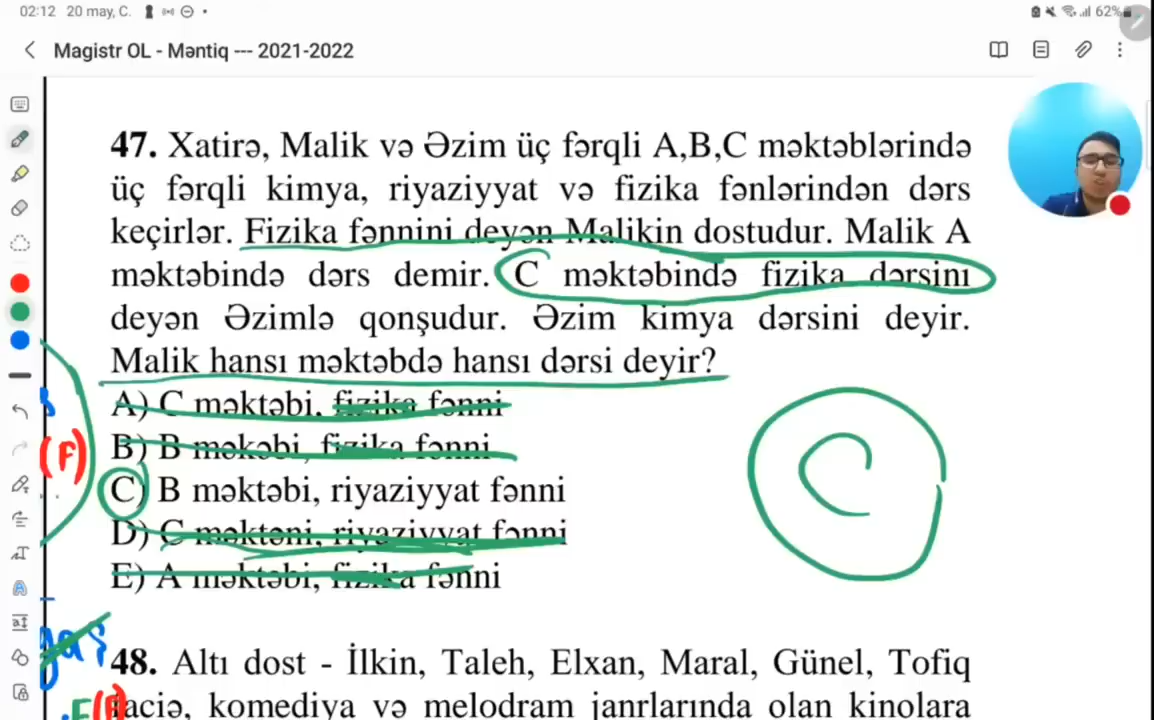 02:12 20 may, C.
62%
Magistr OL - Məntiq --- 2021-2022
47. Xatirə, Malik və Əzim üç fərqli A,B,C məktəblərində
üç fərqli kimya, riyaziyyat və fizika fənlərindən dərs
keçirlər. Fizika fənnini deyən Malikin dostudur. Malik A
məktəbində dərs demir. C məktəbində fizika dərsini
deyən Əzimlə qonşudur. Əzim kimya dərsini deyir.
Malik hansı məktəbdə hansı dərsi deyir?
A) C məktəbi, fizika fənni
B) B məkəbi, fizika fənni
(F)
C) B məktəbi, riyaziyyat fənni
C
D) C məktəni, riyaziyyat fənni
E) A məktəbi, fizika fənni
48. Altı dost - İlkin, Taleh, Elxan, Maral, Günel, Tofiq
faciə, komediya və melodram janrlarında olan kinolara